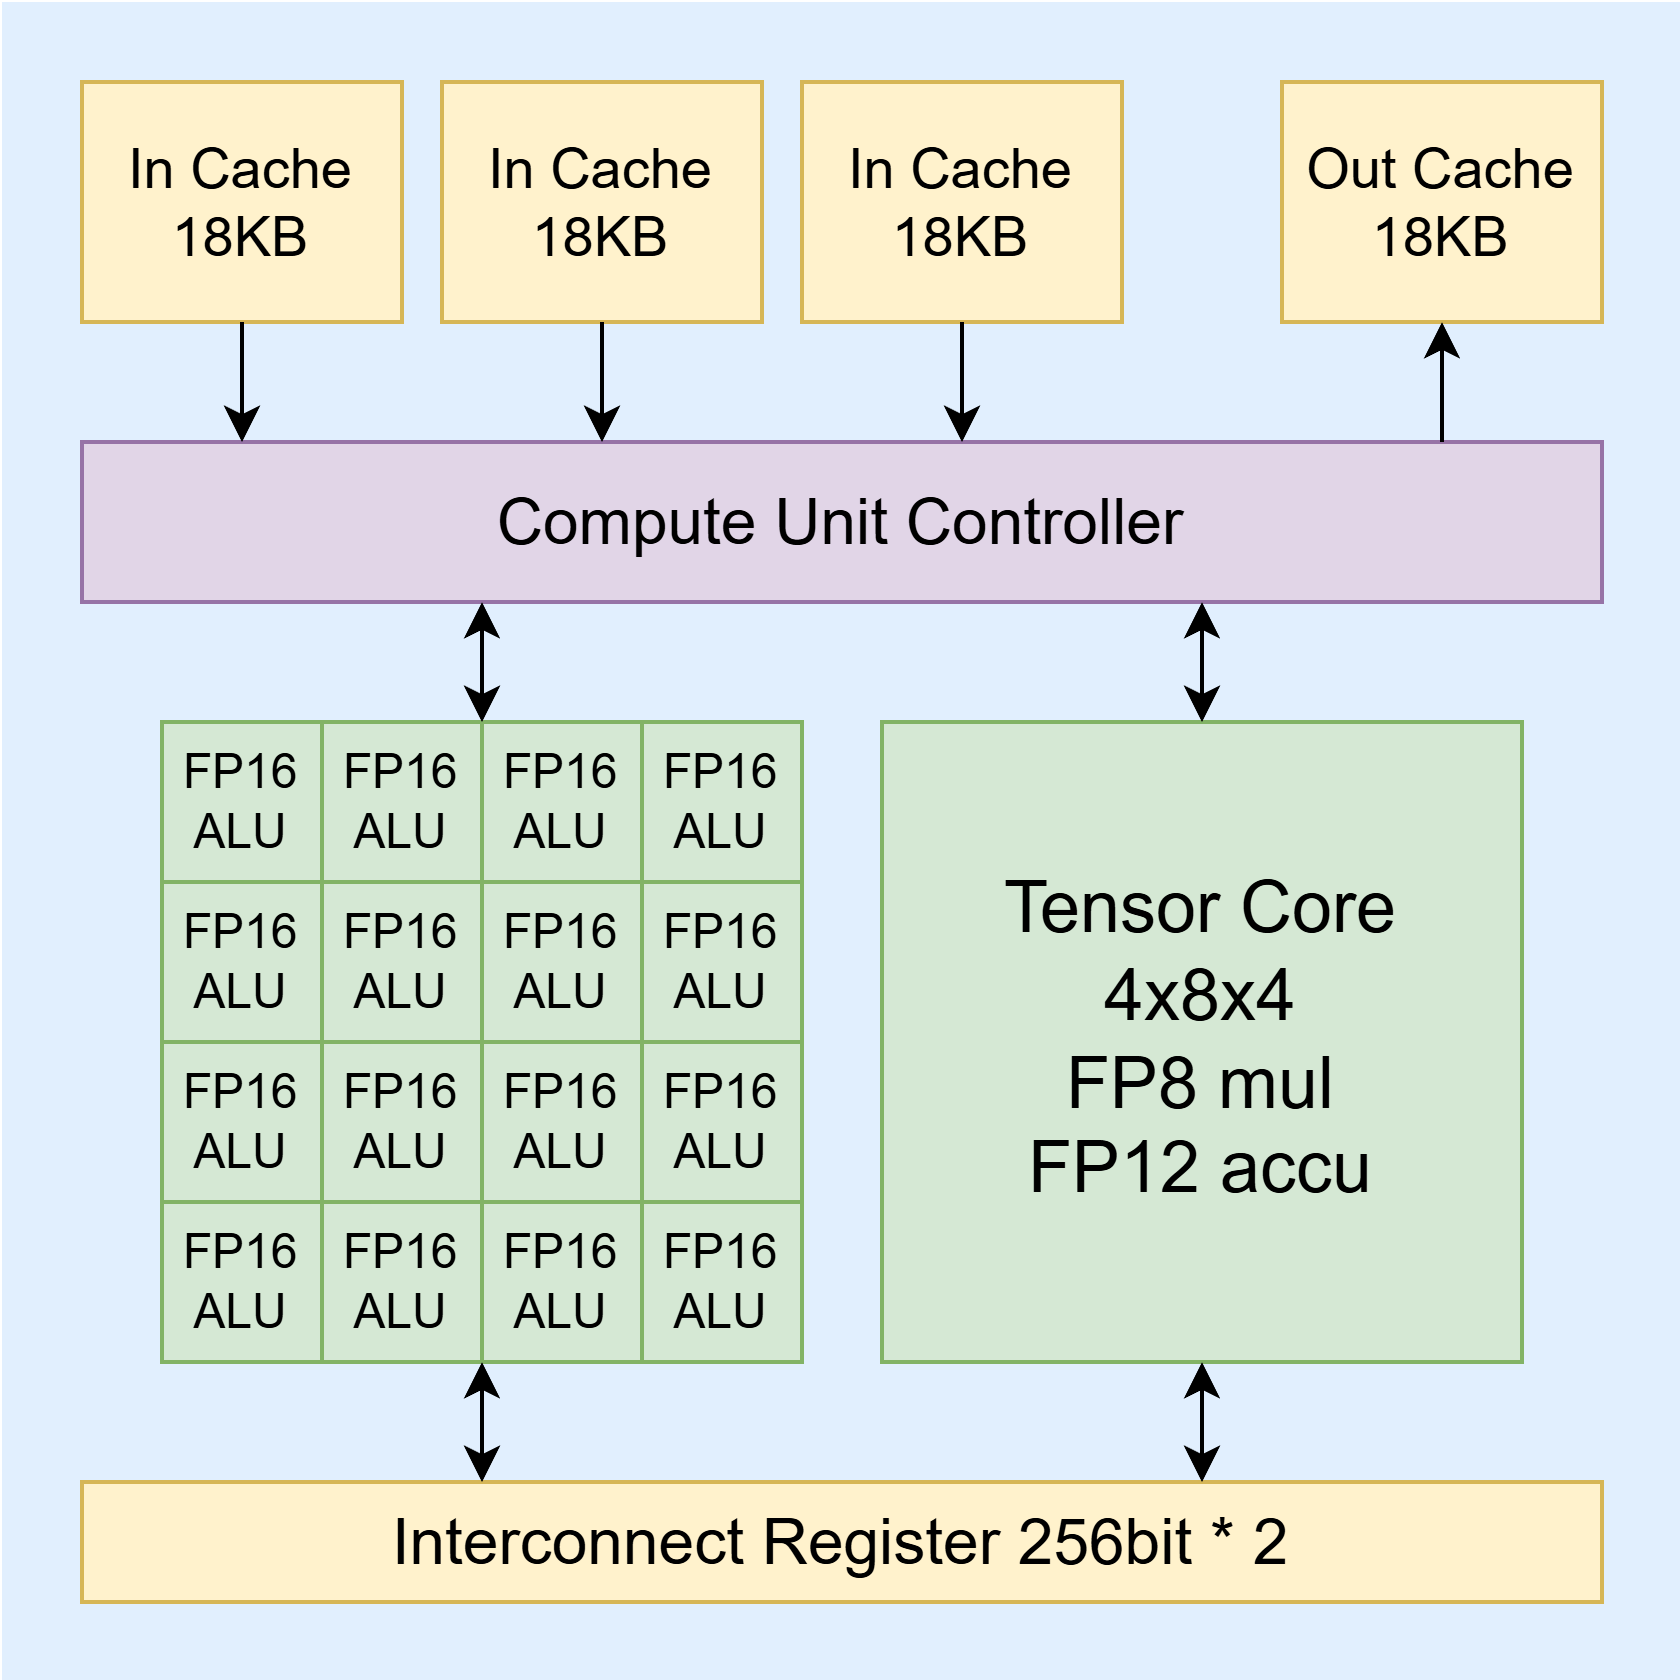 In Cache
18KB
In Cache
18KB
In Cache
18KB
Out Cache
18KB
Compute Unit Controller
FP16
ALU
FP16
ALU
FP16
ALU
FP16
ALU
FP16
ALU
FP16
ALU
FP16
ALU
FP16
ALU
FP16
ALU
FP16
ALU
FP16
ALU
FP16
ALU
FP16
ALU
FP16
ALU
FP16
ALU
FP16
ALU
Tensor Core
4x8x4
FP8 mul
FP12 accu
Interconnect Register 256bit * 2